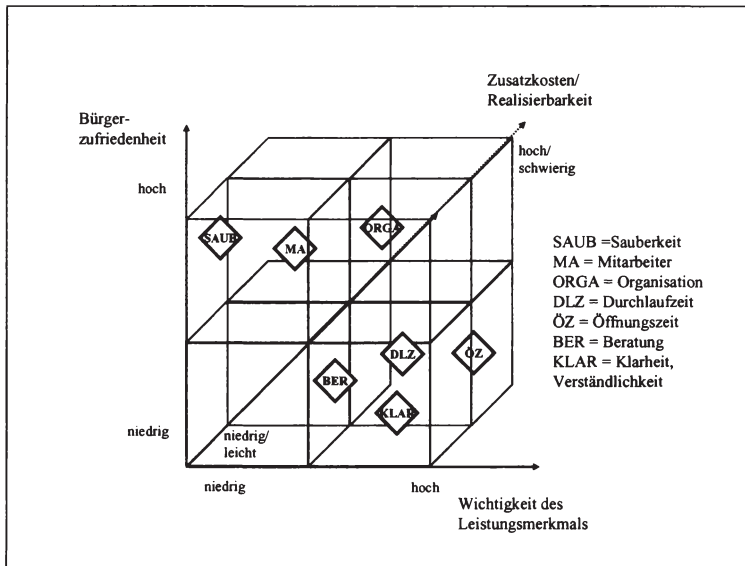 Zusatzkosten/
Realisierbarkeit
Bürger-
zufriedenheit
hoch/
schwierig
hoch
SAUB
MA
ORGA
SAUB =Sauberkeit
MA = Mitarbeiter
ORGA = Organisation
DLZ = Durchlaufzeit
ÖZ = Öffnungszeit
BER = Beratung
KLAR = Klarheit,
Verständlichkeit
DLZ
ÖZ
BER
KLAR
niedrig
niedrig/
leicht
niedrig
hoch
Wichtigkeit des
Leistungsmerkmals